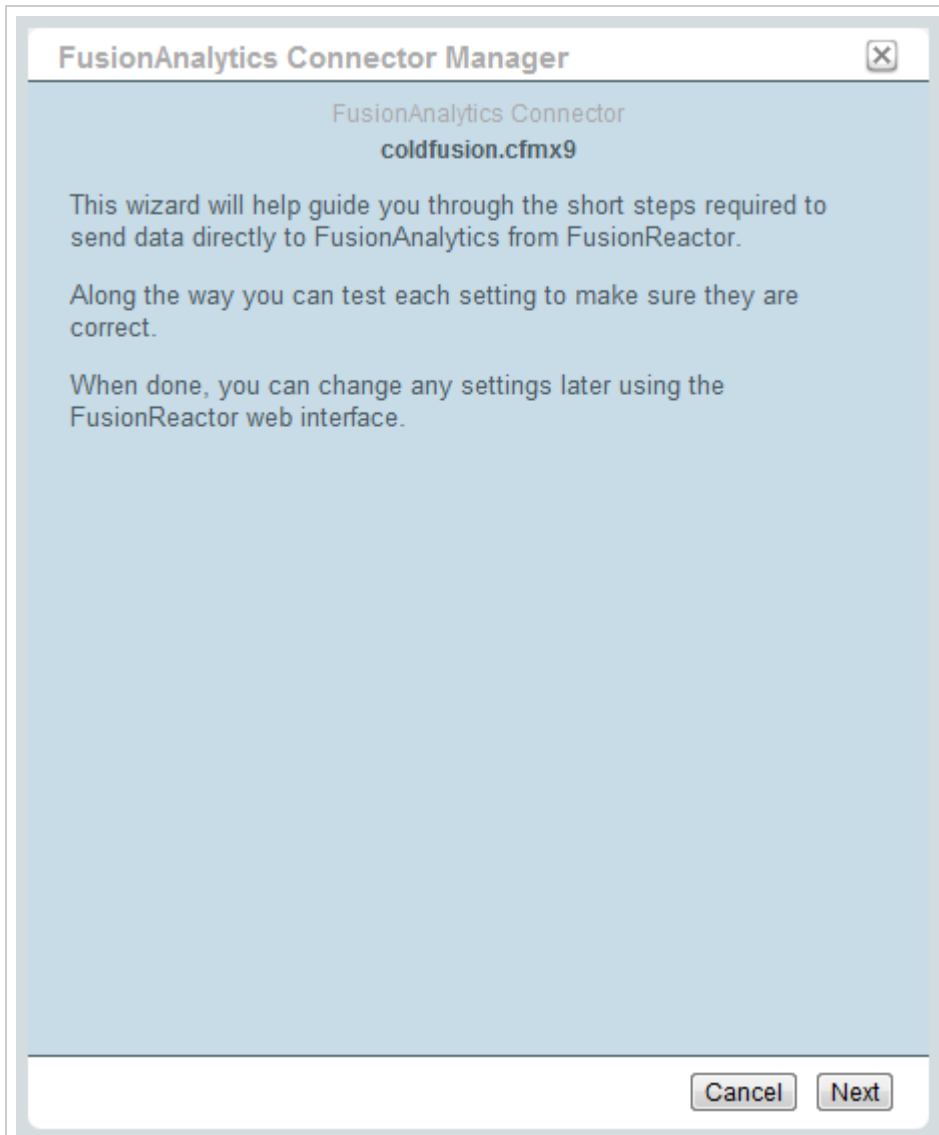 FusionAnalytics Connector Manager
FusionAnalytics Connector
coldfusion.cfmx9
This wizard will help guide you through the short steps required to
send data directly to FusionAnalytics from FusionReactor.
Along the way you can test each setting to make sure they are
correct.
When done, you can change any settings later using the
FusionReactor web interface.
Cancel Next